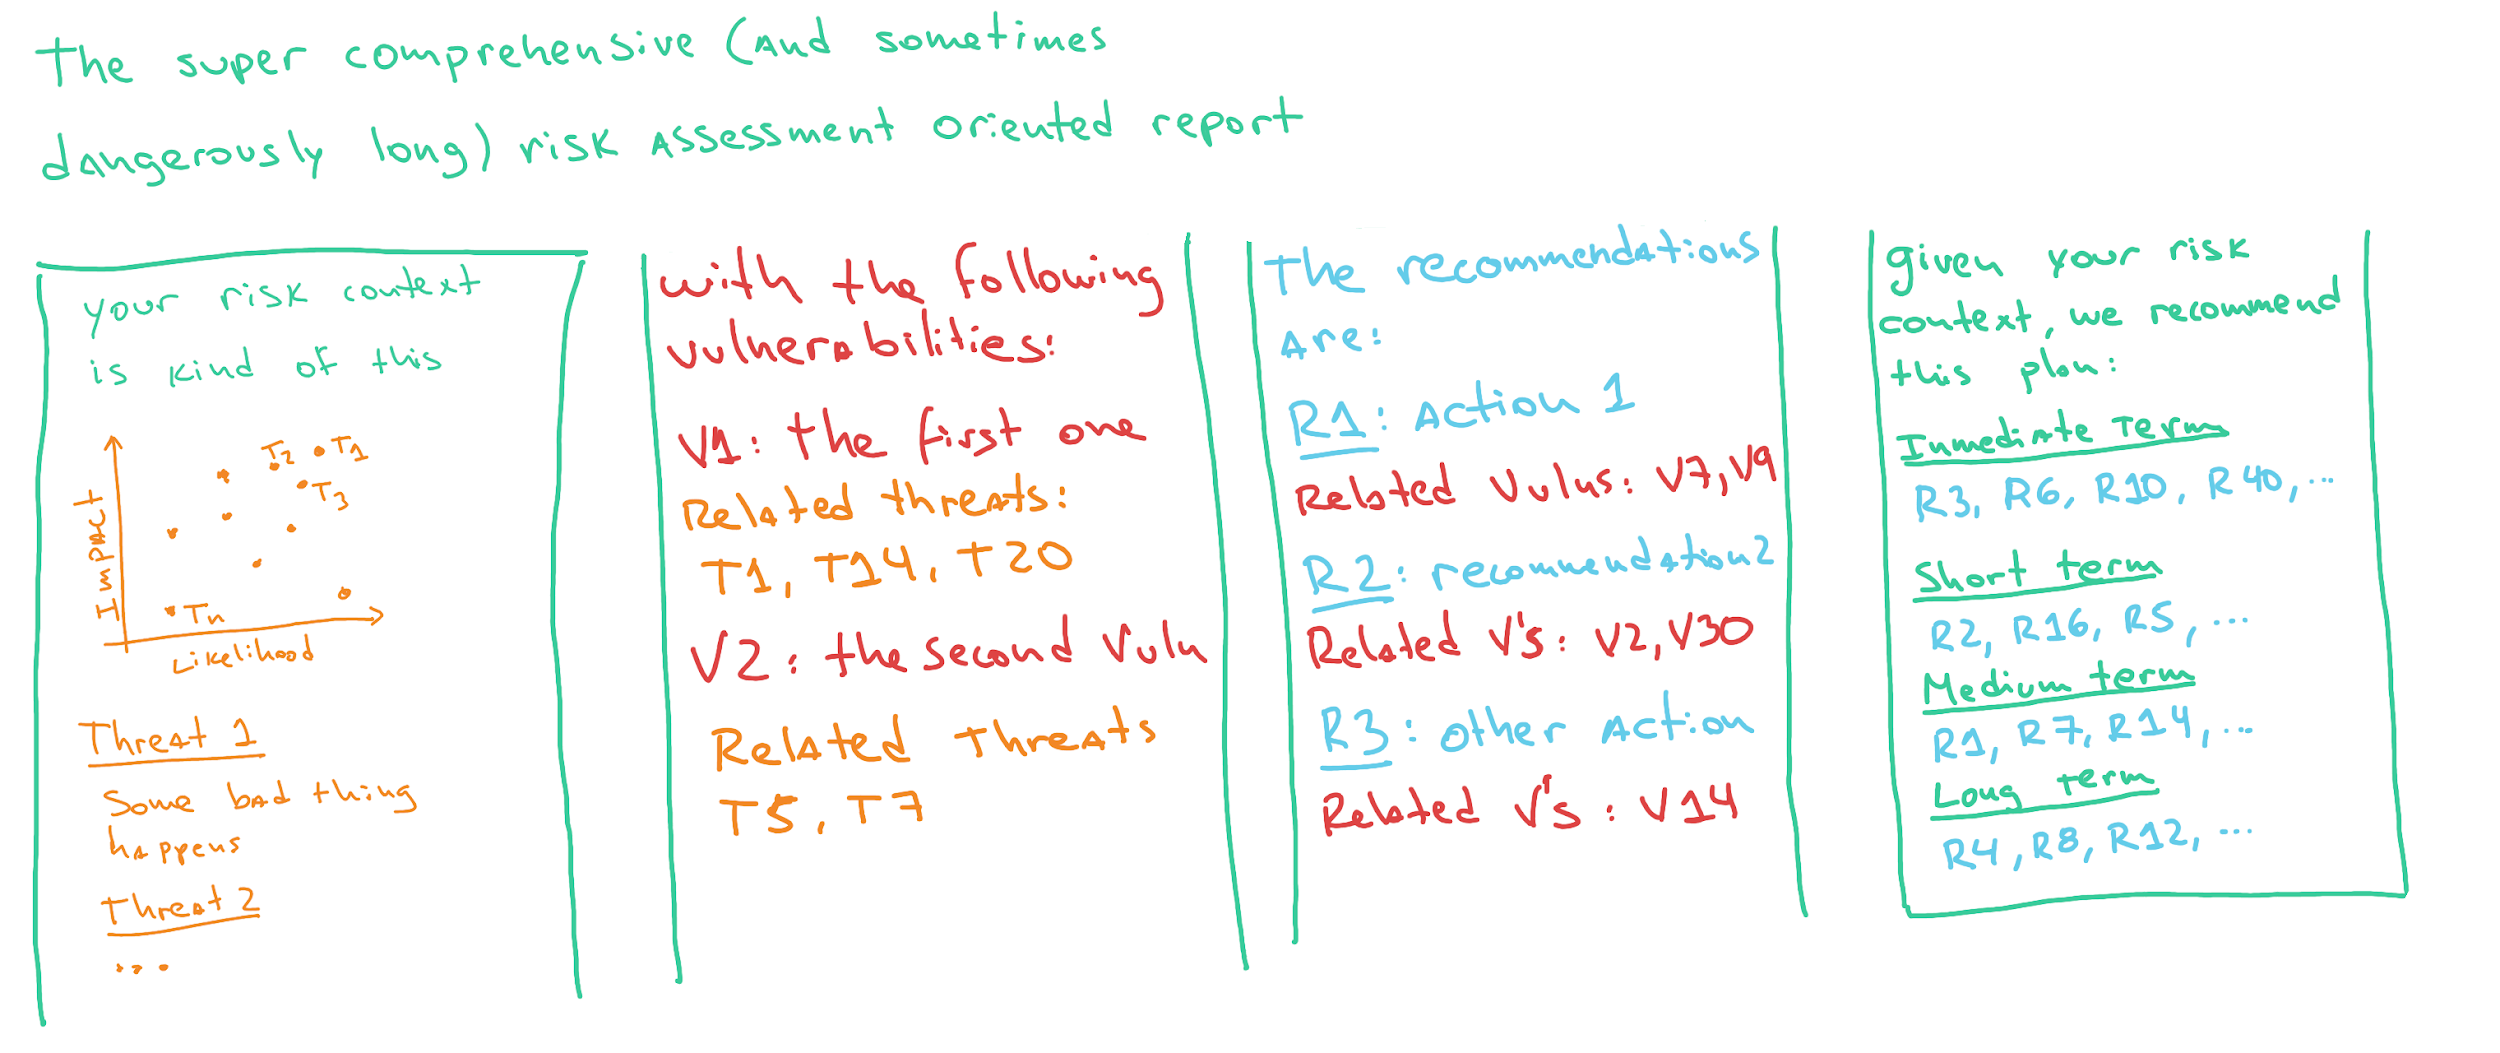 The super comprehensive (and sometimes
dangerously long) risk assessment oriented report
your risk context
is kind of this
Impact
T2
T1
T3
Tn
Likelihood
Threat 1
Some bad thing
happens
Threat 2
...
with the following
vulnerabilities:
V1: the first one
Related threats:
T1, T14, T20
V2: the second vuln
Related threats
T5, T7
The recommendations
are:
R1: Action 1
Related vulns: V7, V9
R2: recommendation2
Related V's: V2, V30
R3: other action
Related V's: V14
given your risk
context, we recommend
this plan:
Inmediate Term
R3, R6, R10, R40, ...
Short term
R2, R16, R5, ...
Medium term
R1, R7, R14, ...
Long term
R4, R8, R12, ...